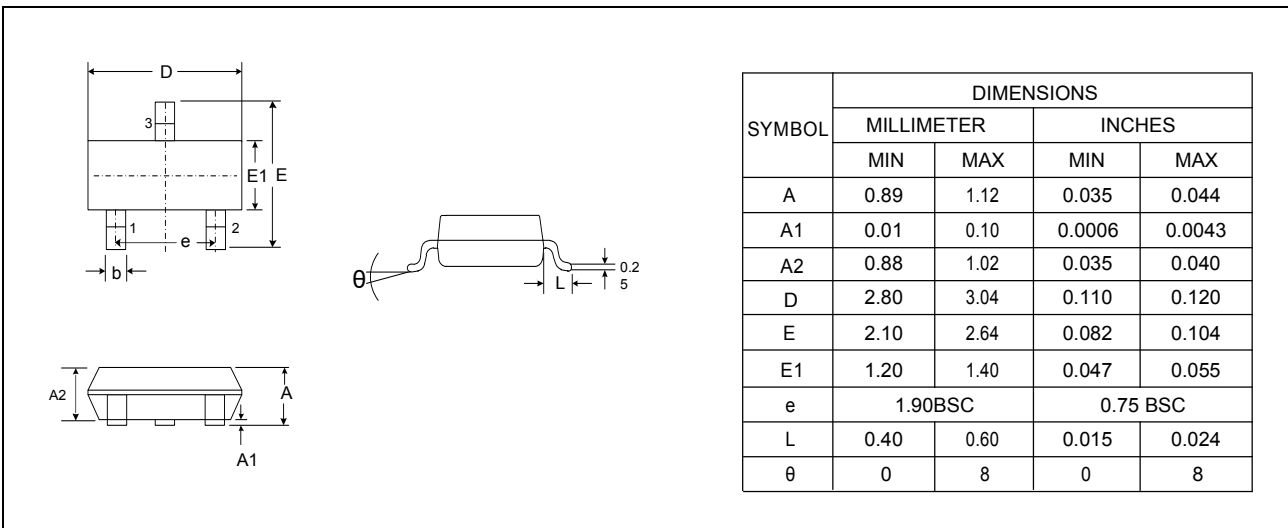 D
3
E1
E
1
2
e
b
θ
L
0.2
5
A2
A
A1
DIMENSIONS
SYMBOL
MILLIMETER INCHES
MIN MAX MIN MAX
A 0.89 1.12 0.035 0.044
A1 0.01 0.10 0.0006 0.0043
A2 0.88 1.02 0.035 0.040
D 2.80 3.04 0.110 0.120
E 2.10 2.64 0.082 0.104
E1 1.20 1.40 0.047 0.055
e 1.90BSC 0.75 BSC
L 0.40 0.60 0.015 0.024
θ 0 8 0 8